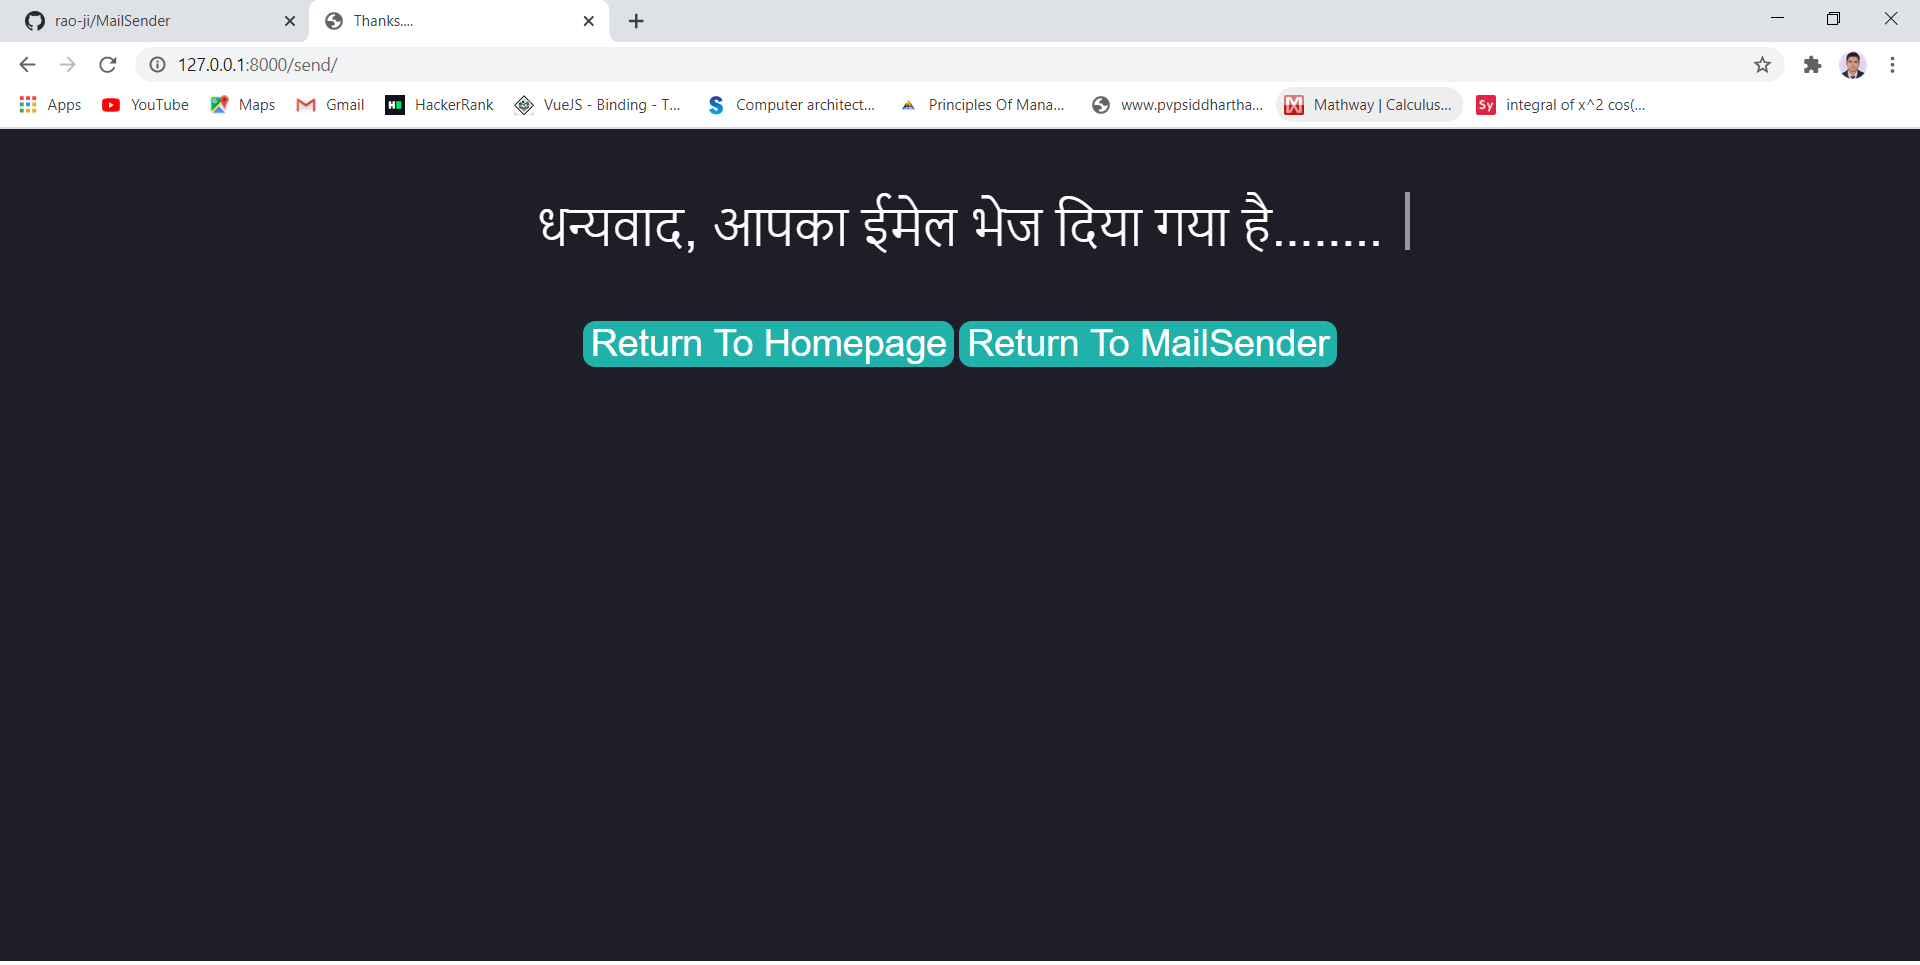 rao-ji/MailSender
Thanks....
127.0.0.1:8000/send/
Apps YouTube Maps Gmail HackerRank VueJS - Binding - T... Computer architect... Principles Of Mana... www.pvpsiddhartha... Mathway | Calculus... Sy integral of x^2 cos(...
धन्यवाद, आपका ईमेल भेज दिया गया है........
Return To Homepage Return To MailSender